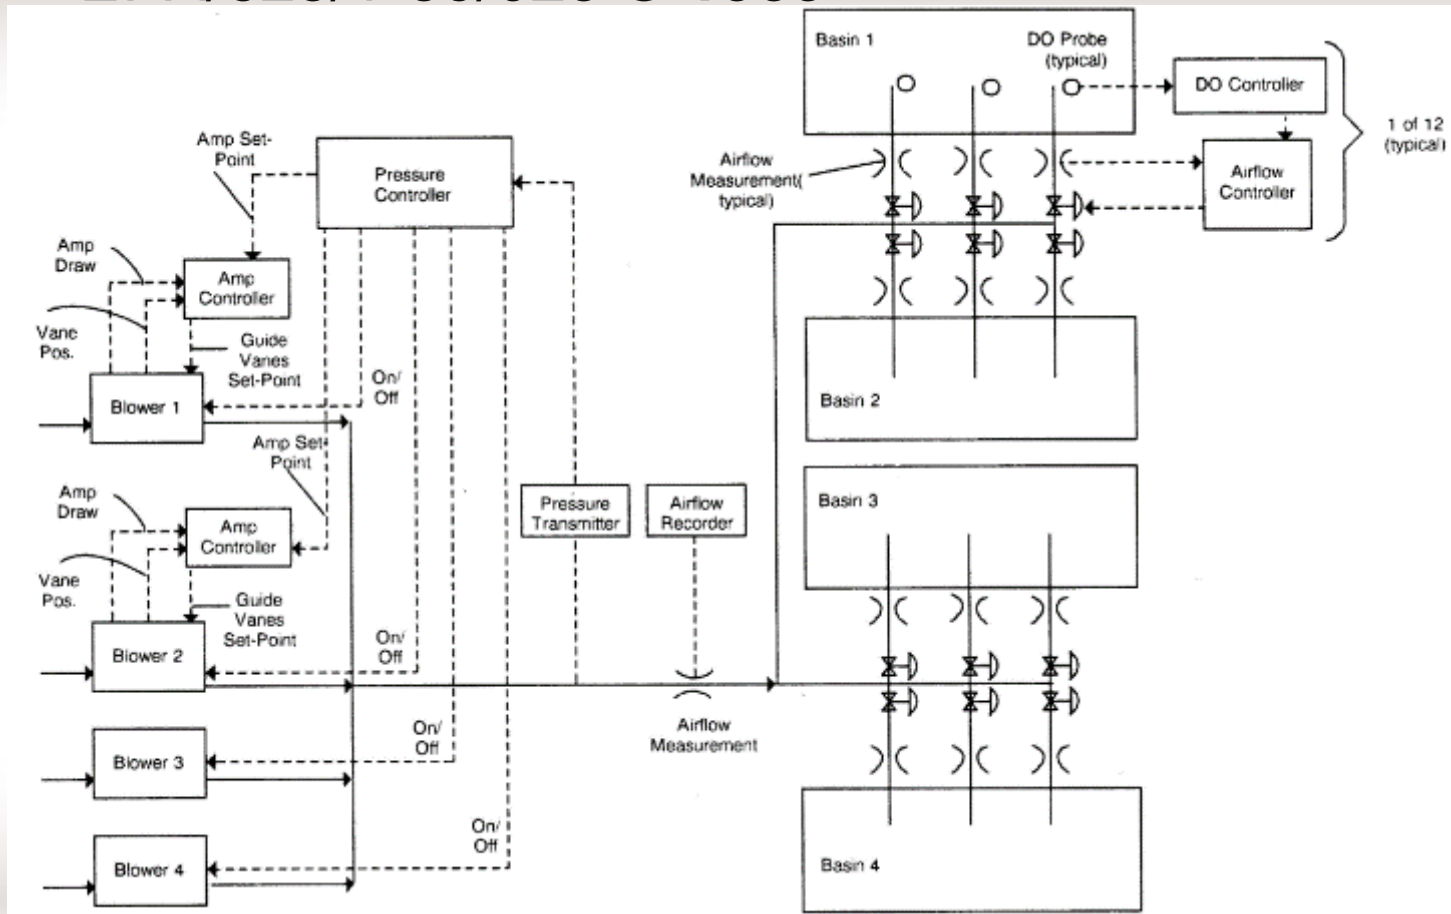 Basin 1
DO Probe
(typical)
DO Controller
1 of 12
(typical)
Airflow
Controller
Airflow
Measurement(
typical)
Amp Set-
Point
Pressure
Controller
Amp
Draw
Amp
Controller
Vane
Pos.
Guide
Vanes
Set-Point
On/
Off
Blower 1
Basin 2
Amp Set-
Point
Basin 3
Amp
Draw
Amp
Controller
Pressure
Transmitter
Airflow
Recorder
Vane
Pos.
Guide
Vanes
Set-Point
On/
Off
Blower 2
Airflow
Measurement
On/
Off
Blower 3
On/
Off
Blower 4
Basin 4